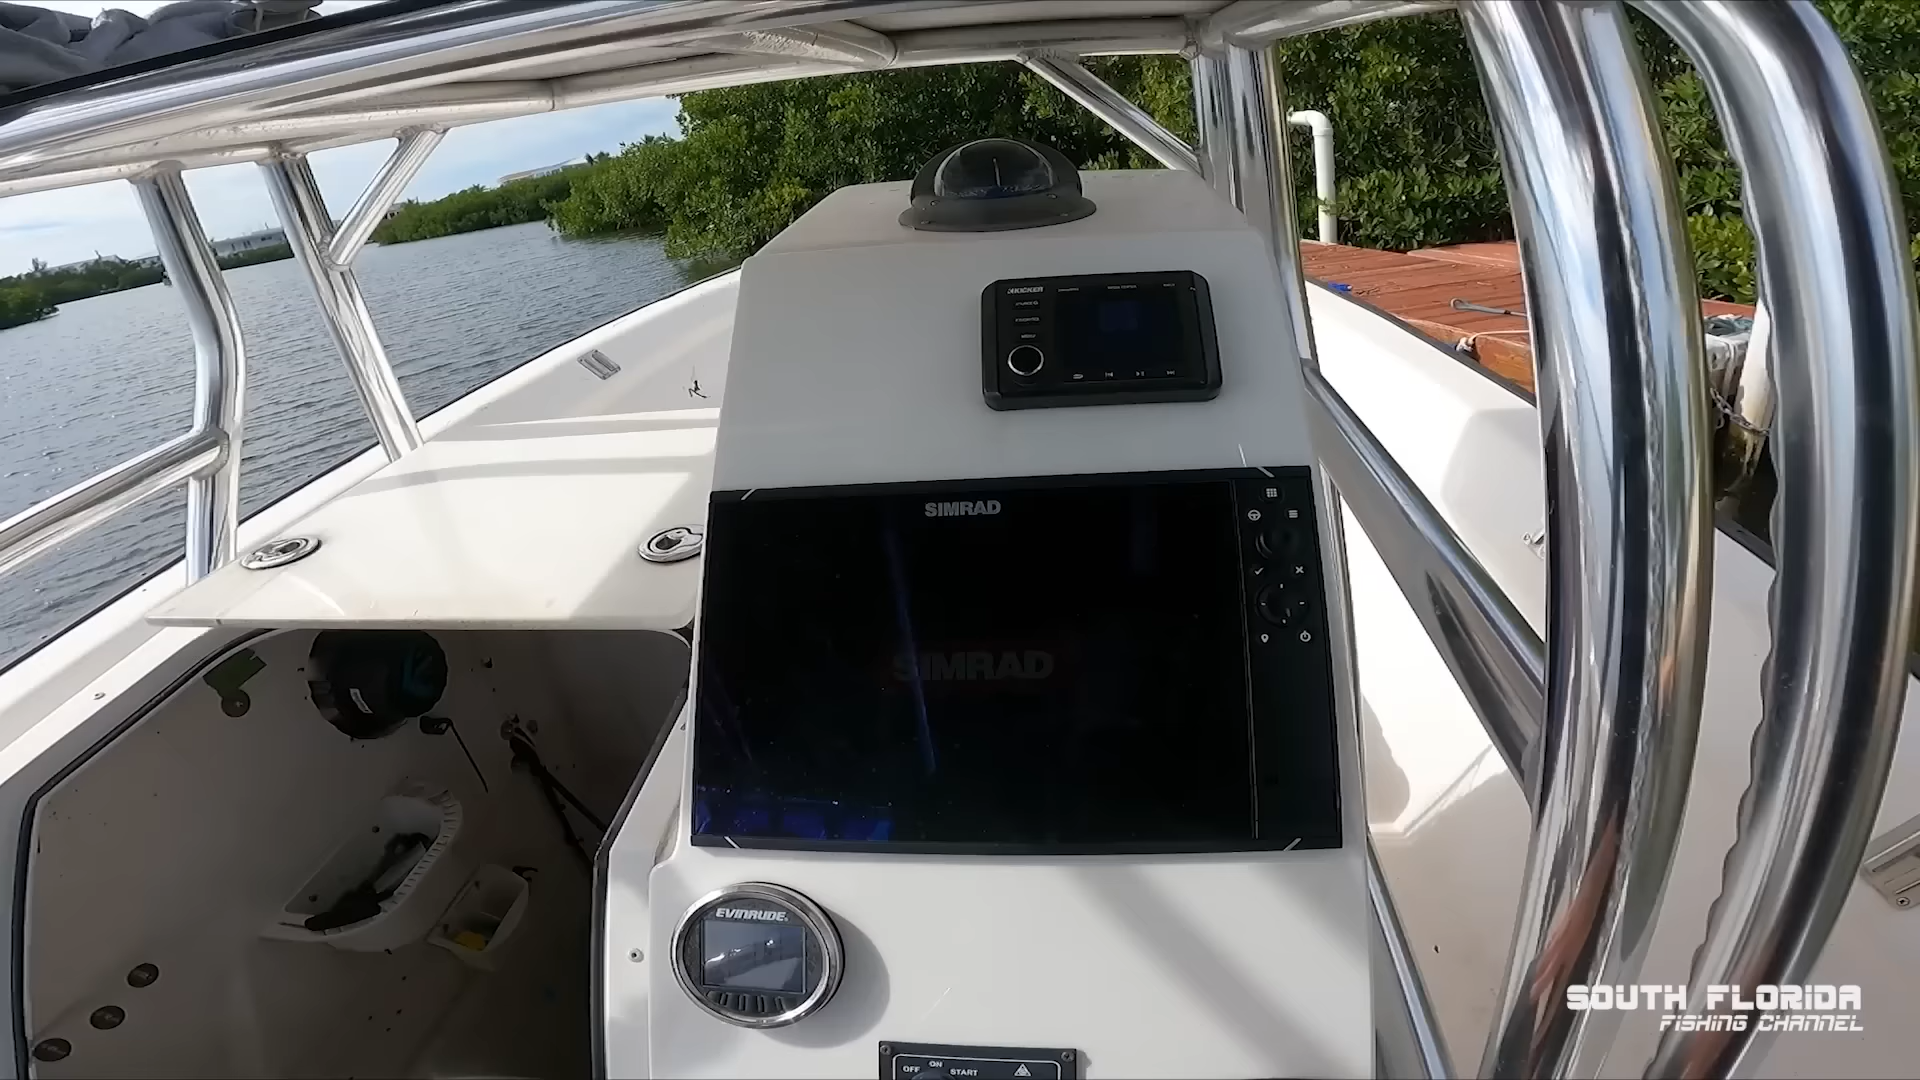 KICKER
SIMRAD
SIMRAD
EVINRUDE
OFF ON START
SOUTH FLORIDA
FISHING CHANNEL